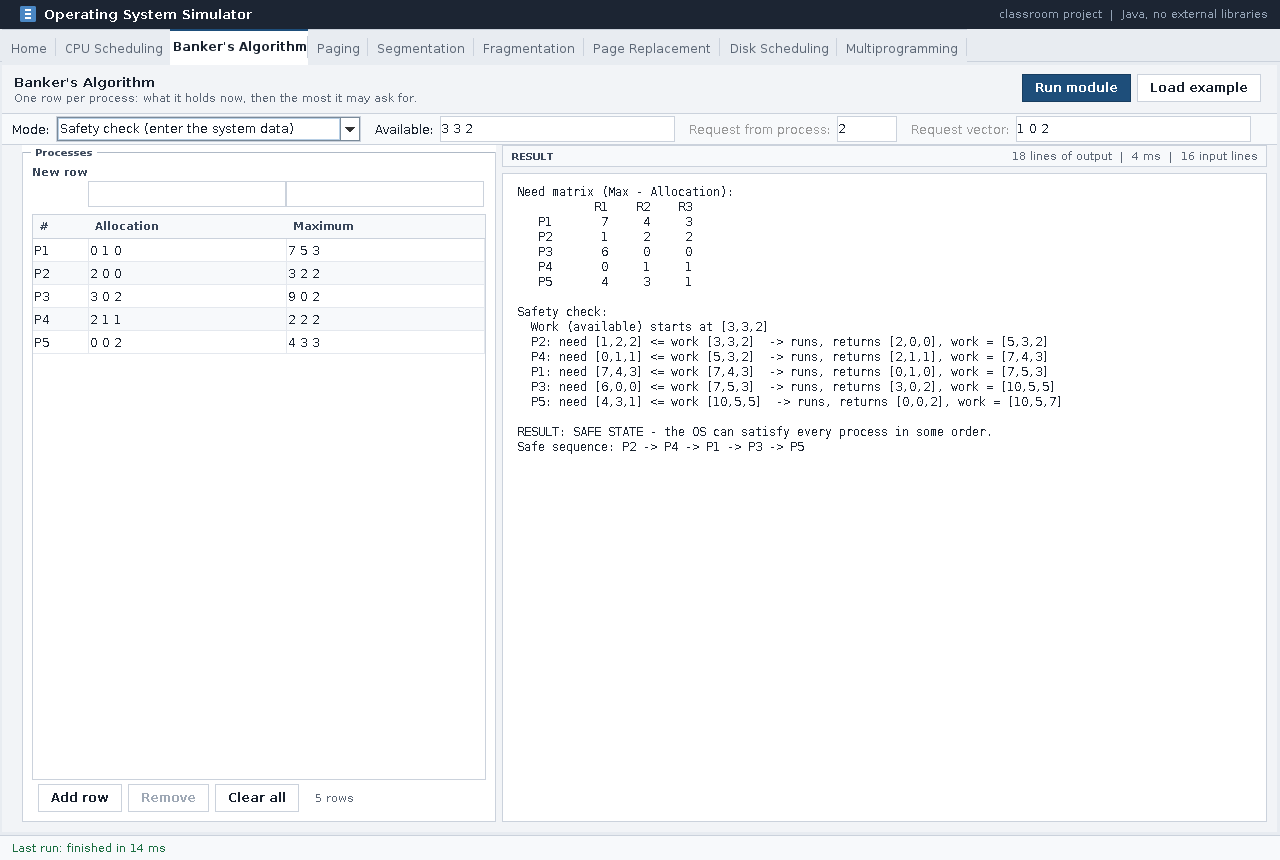 Operating System Simulator
classroom project | Java, no external libraries
Home CPU Scheduling Banker's Algorithm Paging Segmentation Fragmentation Page Replacement Disk Scheduling Multiprogramming
Banker's Algorithm
One row per process: what it holds now, then the most it may ask for.
Run module Load example
Mode: Safety check (enter the system data) Available: 3 3 2 Request from process: 2 Request vector: 1 0 2
Processes
New row
# Allocation Maximum
P1 0 1 0 7 5 3
P2 2 0 0 3 2 2
P3 3 0 2 9 0 2
P4 2 1 1 2 2 2
P5 0 0 2 4 3 3
Add row Remove Clear all 5 rows
RESULT 18 lines of output | 4 ms | 16 input lines
Need matrix (Max - Allocation):
R1 R2 R3
P1 7 4 3
P2 1 2 2
P3 6 0 0
P4 0 1 1
P5 4 3 1
Safety check:
Work (available) starts at [3,3,2]
P2: need [1,2,2] <= work [3,3,2] -> runs, returns [2,0,0], work = [5,3,2]
P4: need [0,1,1] <= work [5,3,2] -> runs, returns [2,1,1], work = [7,4,3]
P1: need [7,4,3] <= work [7,4,3] -> runs, returns [0,1,0], work = [7,5,3]
P3: need [6,0,0] <= work [7,5,3] -> runs, returns [3,0,2], work = [10,5,5]
P5: need [4,3,1] <= work [10,5,5] -> runs, returns [0,0,2], work = [10,5,7]
RESULT: SAFE STATE - the OS can satisfy every process in some order.
Safe sequence: P2 -> P4 -> P1 -> P3 -> P5
Last run: finished in 14 ms